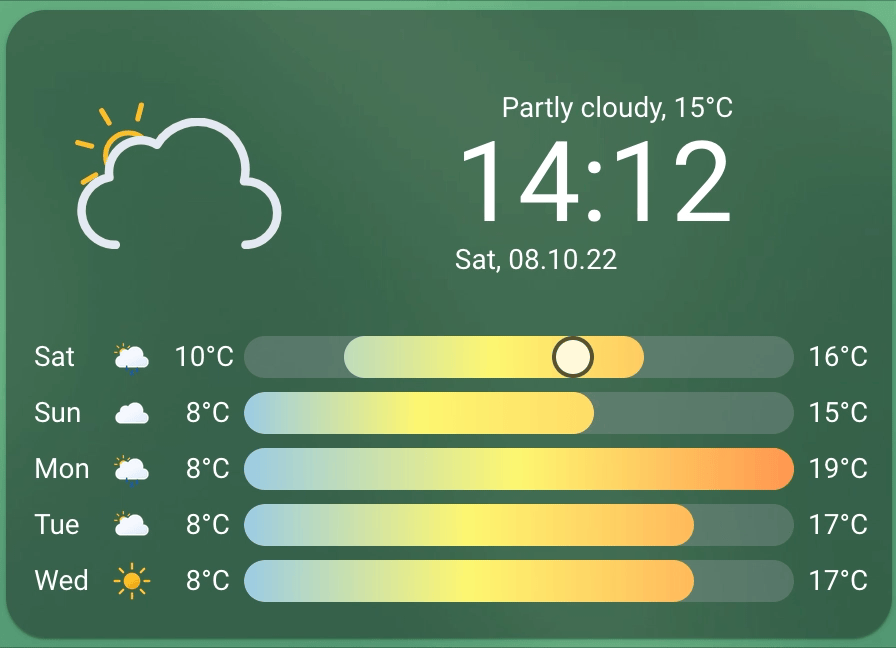 Partly cloudy, 15°C
14:12
Sat, 08.10.22
Sat 10°C 16°C
Sun 8°C 15°C
Mon 8°C 19°C
Tue 8°C 17°C
Wed 8°C 17°C